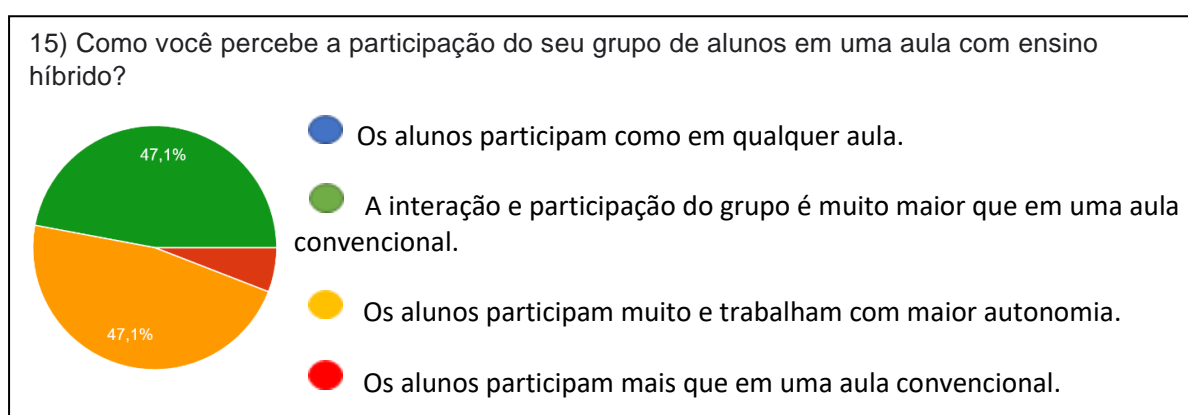 15) Como você percebe a participação do seu grupo de alunos em uma aula com ensino
híbrido?
47,1%
47,1%
Os alunos participam como em qualquer aula.
A interação e participação do grupo é muito maior que em uma aula
convencional.
Os alunos participam muito e trabalham com maior autonomia.
Os alunos participam mais que em uma aula convencional.